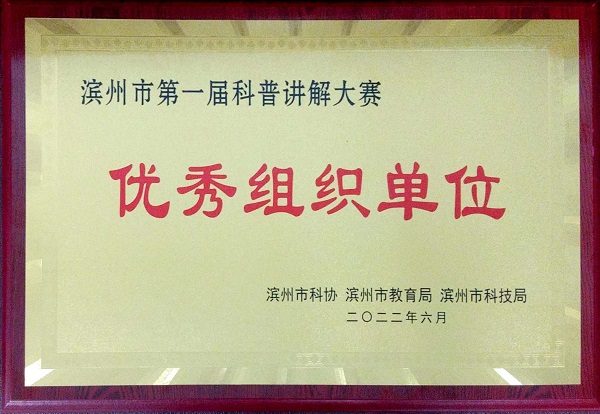 滨州市第一届科普讲解大赛
优秀组织单位
滨州市科协 滨州市教育局 滨州市科技局
二〇二二年六月